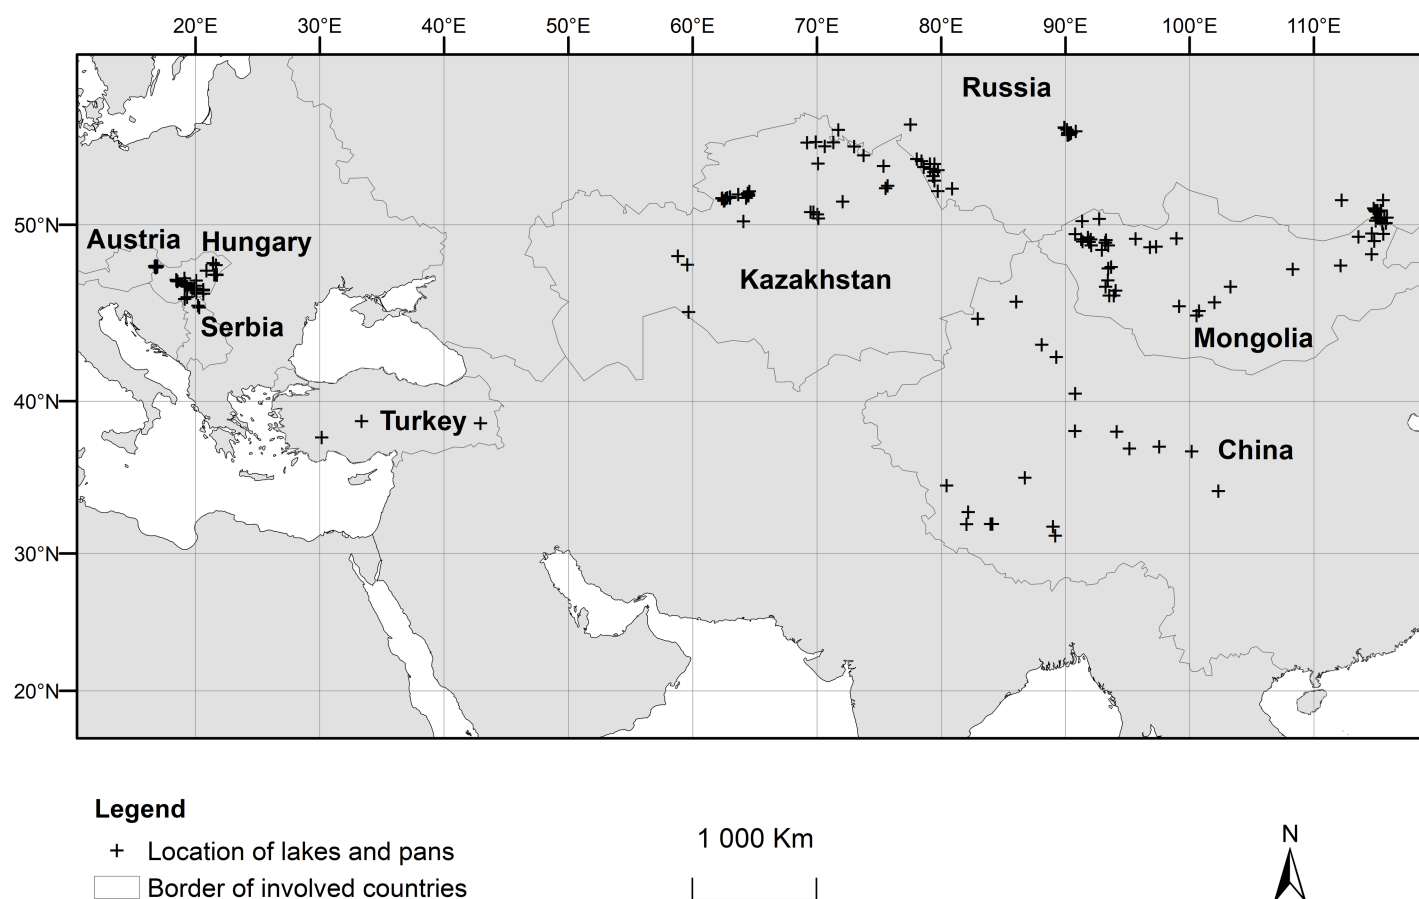 20°E 30°E 40°E 50°E 60°E 70°E 80°E 90°E 100°E 110°E
Russia
50°N
Austria Hungary
Kazakhstan
Serbia
Mongolia
40°N
Turkey
China
30°N
20°N
Legend
1 000 Km
N
Location of lakes and pans
Border of involved countries